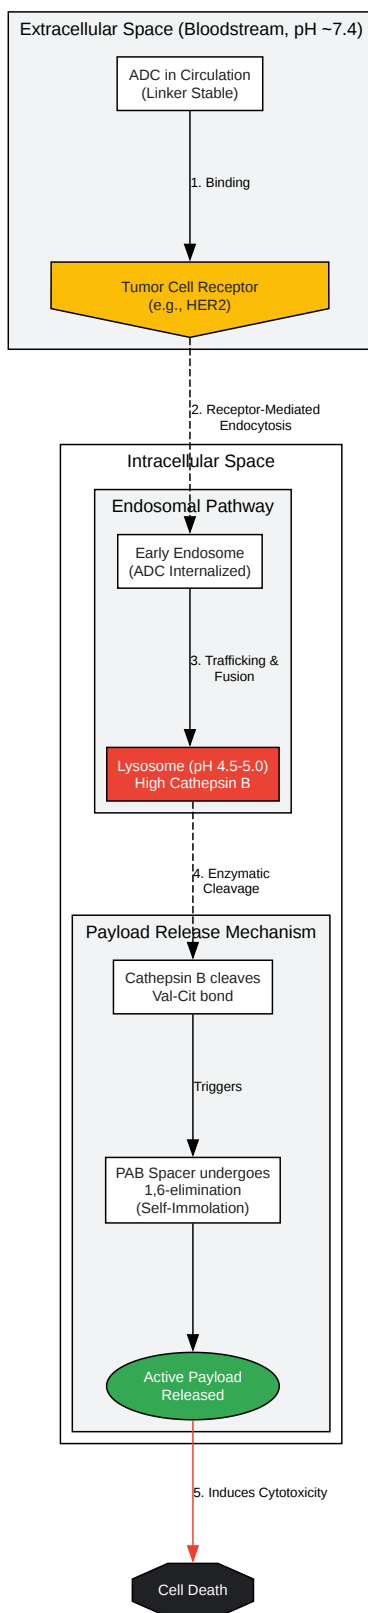 Extracellular Space (Bloodstream, pH ~7.4)
ADC in Circulation
(Linker Stable)
1. Binding
Tumor Cell Receptor
(e.g., HER2)
2. Receptor-Mediated
Endocytosis
Intracellular Space
Endosomal Pathway
Early Endosome
(ADC Internalized)
3. Trafficking &
Fusion
Lysosome (pH 4.5-5.0)
High Cathepsin B
4. Enzymatic
Cleavage
Payload Release Mechanism
Cathepsin B cleaves
Val-Cit bond
Triggers
PAB Spacer undergoes
1,6-elimination
(Self-Immolation)
Active Payload
Released
5. Induces Cytotoxicity
Cell Death